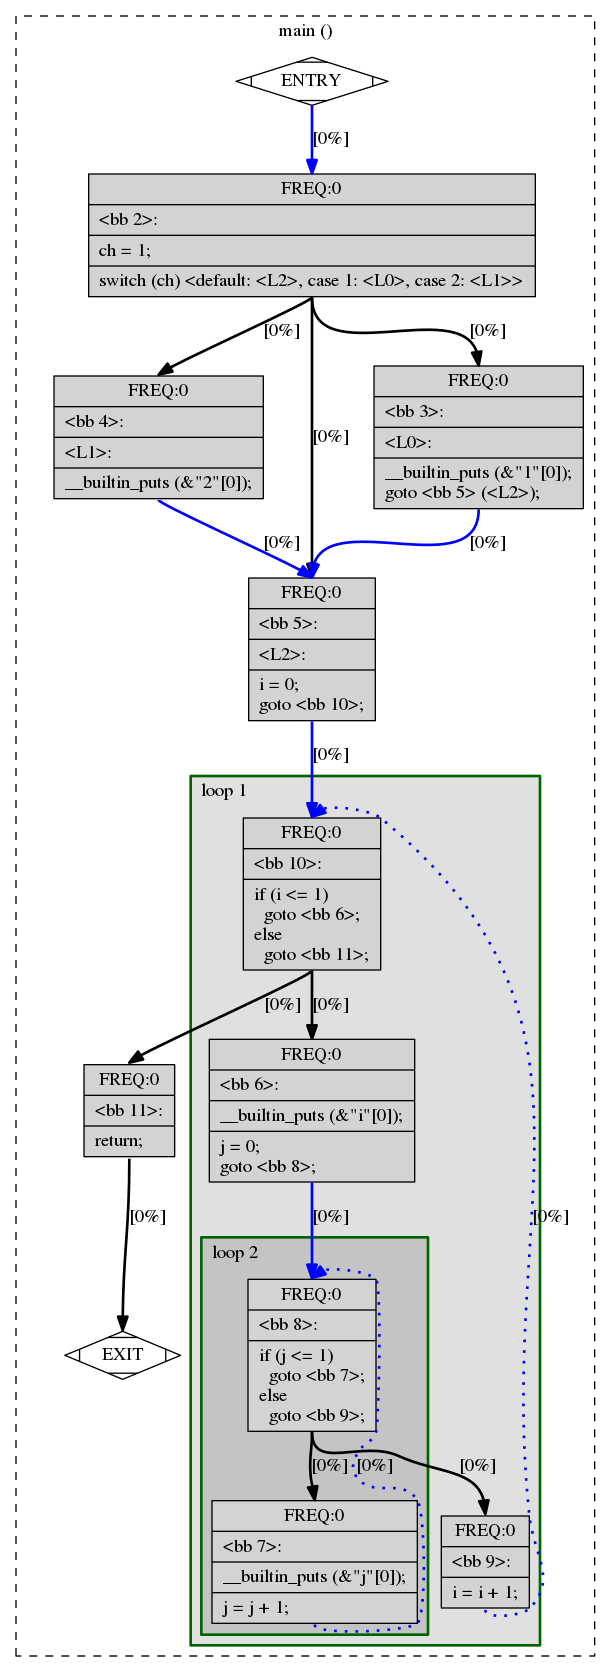 main ()
ENTRY
[0%]
FREQ:0
<bb 2>:
ch = 1;
switch (ch) <default: <L2>, case 1: <L0>, case 2: <L1>>
[0%]
[0%]
[0%]
FREQ:0
<bb 4>:
<L1>:
__builtin_puts (&"2"[0]);
FREQ:0
<bb 3>:
<L0>:
__builtin_puts (&"1"[0]);
goto <bb 5> (<L2>);
[0%]
[0%]
FREQ:0
<bb 5>:
<L2>:
i = 0;
goto <bb 10>;
[0%]
loop 1
FREQ:0
<bb 10>:
if (i <= 1)
goto <bb 6>;
else
goto <bb 11>;
[0%]
[0%]
FREQ:0
<bb 11>:
return;
FREQ:0
<bb 6>:
__builtin_puts (&"i"[0]);
j = 0;
goto <bb 8>;
[0%]
[0%]
[0%]
loop 2
FREQ:0
<bb 8>:
if (j <= 1)
goto <bb 7>;
else
goto <bb 9>;
EXIT
[0%]
[0%]
[0%]
FREQ:0
<bb 7>:
__builtin_puts (&"j"[0]);
j = j + 1;
FREQ:0
<bb 9>:
i = i + 1;